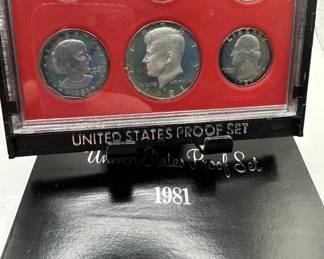 UNITED STATES PROOF SET
United States Proof Set
1981